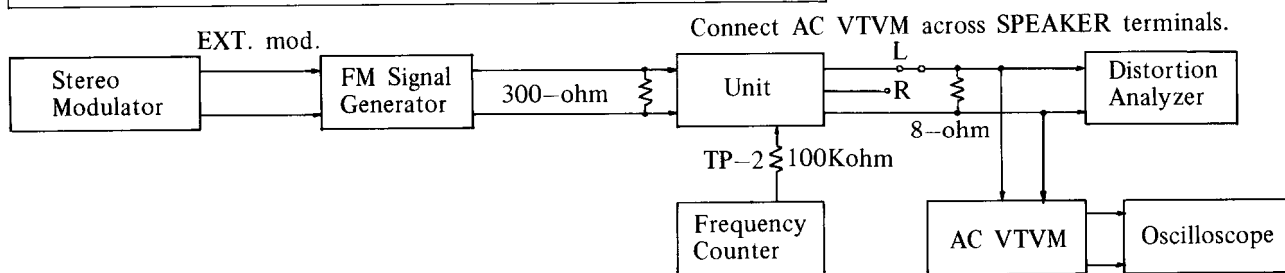 Connect AC VTVM across SPEAKER terminals.
EXT. mod.
Stereo
Modulator
FM Signal
Generator
300-ohm
Unit
L
R
8-ohm
Distortion
Analyzer
TP-2
100Kohm
Frequency
Counter
AC VTVM
Oscilloscope